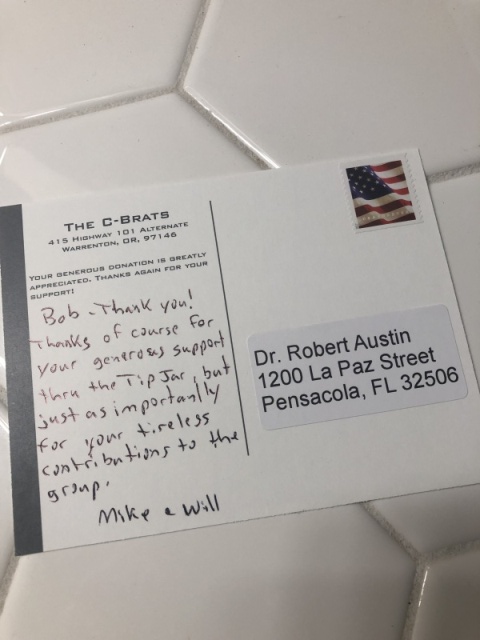 THE C-BRATS
415 HIGHWAY 101 ALTERNATE
WARRENTON, OR, 97146
YOUR GENEROUS DONATION IS GREATLY
APPRECIATED. THANKS AGAIN FOR YOUR
SUPPORT!
Bob - Thank you!
Thanks of course for
your generous support
thru the Tip Jar, but
just as importantly
for your tireless
contributions to the
group.
Mike & Will
Dr. Robert Austin
1200 La Paz Street
Pensacola, FL 32506